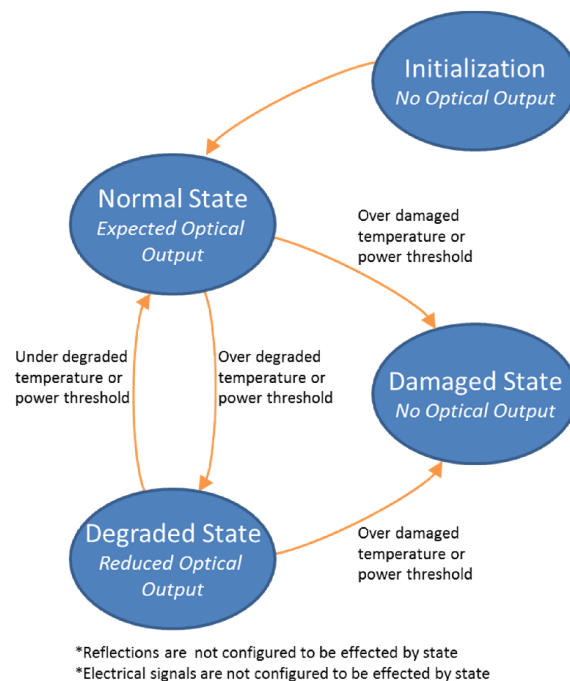 Initialization
No Optical Output
Normal State
Expected Optical
Output
Over damaged
temperature or
power threshold
Under degraded
temperature or
power threshold
Over degraded
temperature or
power threshold
Damaged State
No Optical Output
Degraded State
Reduced Optical
Output
Over damaged
temperature or
power threshold
*Reflections are not configured to be effected by state
*Electrical signals are not configured to be effected by state